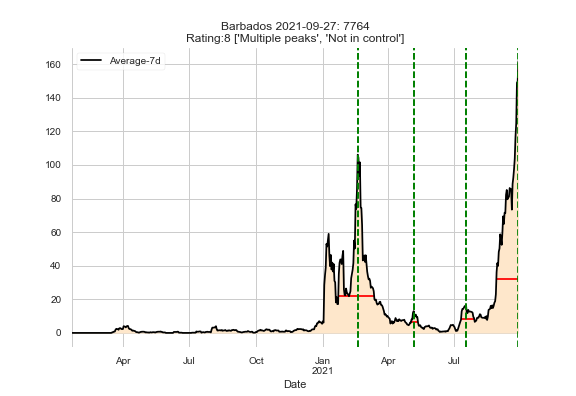 Barbados 2021-09-27: 7764
Rating:8 ['Multiple peaks', 'Not in control']
Average-7d
160
140
120
100
80
60
40
20
0
Apr Jul Oct Jan Apr Jul
2021
Date